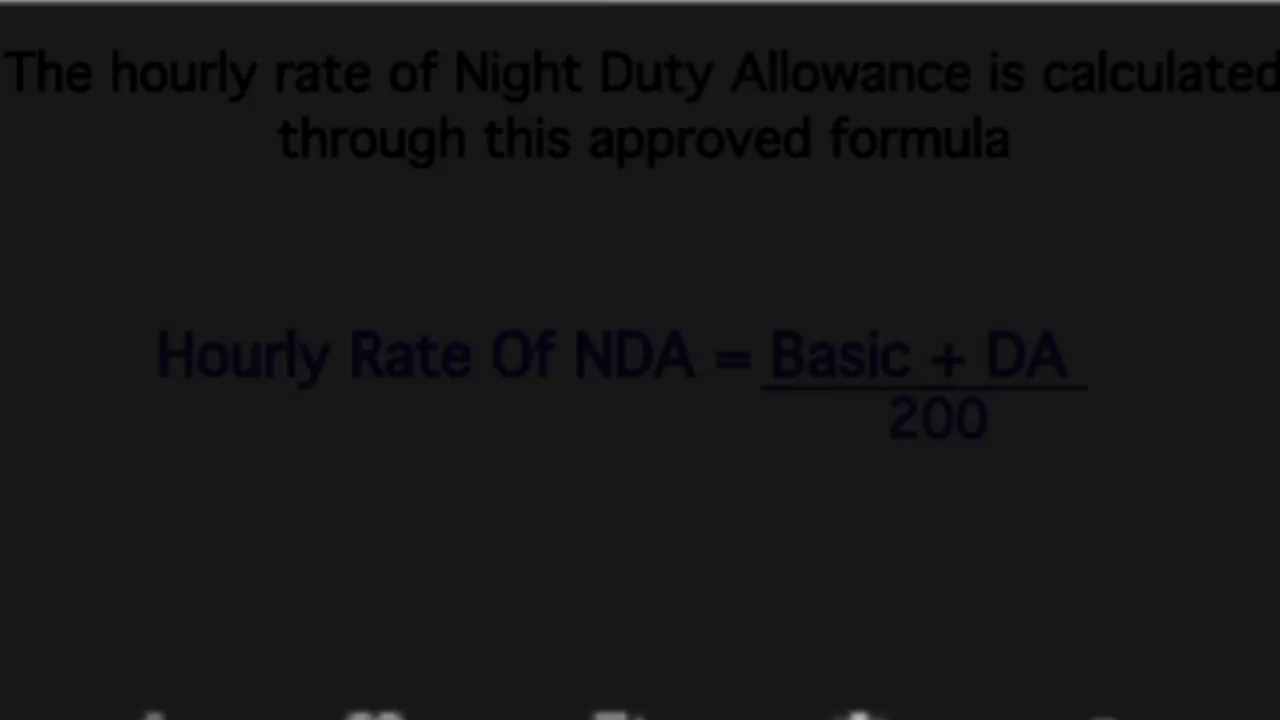 The hourly rate of Night Duty Allowance is calculated
through this approved formula
Hourly Rate Of NDA = Basic + DA
200